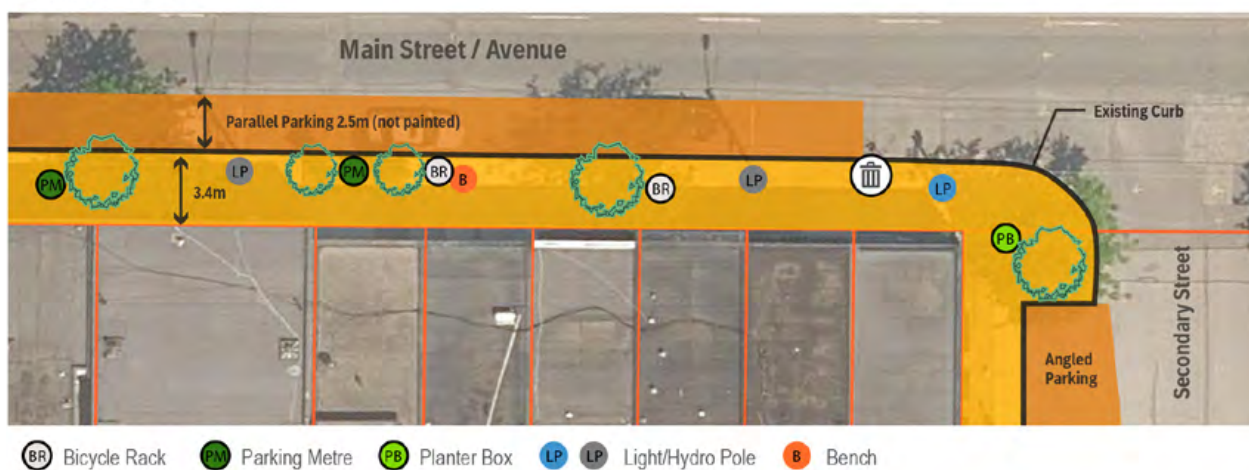 Main Street / Avenue
Parallel Parking 2.5m (not painted)
Existing Curb
PM
LP
PM
BR
B
BR
LP
LP
3.4m
PB
Angled
Parking
Secondary Street
BR Bicycle Rack PM Parking Metre PB Planter Box LP LP Light/Hydro Pole B Bench